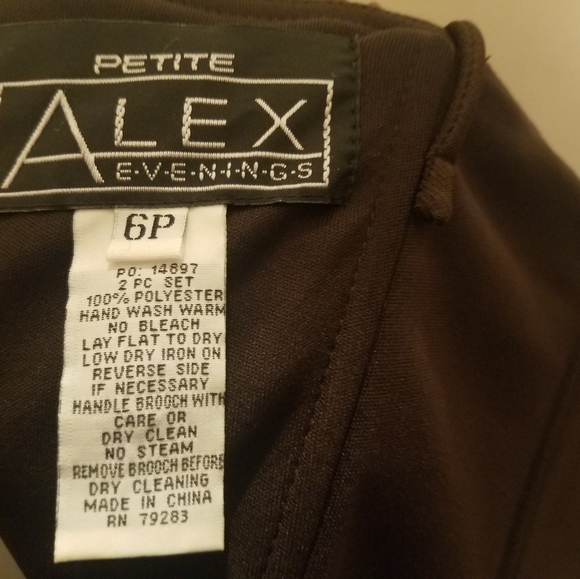 PETITE
ALEX
E·V·E·N·I·N·G·S
6P
PO: 14897
2 PC SET
100% POLYESTER
HAND WASH WARM
NO BLEACH
LAY FLAT TO DRY
LOW DRY IRON ON
REVERSE SIDE
IF NECESSARY
HANDLE BROOCH WITH
CARE OR
DRY CLEAN
NO STEAM
REMOVE BROOCH BEFORE
DRY CLEANING
MADE IN CHINA
RN 79283